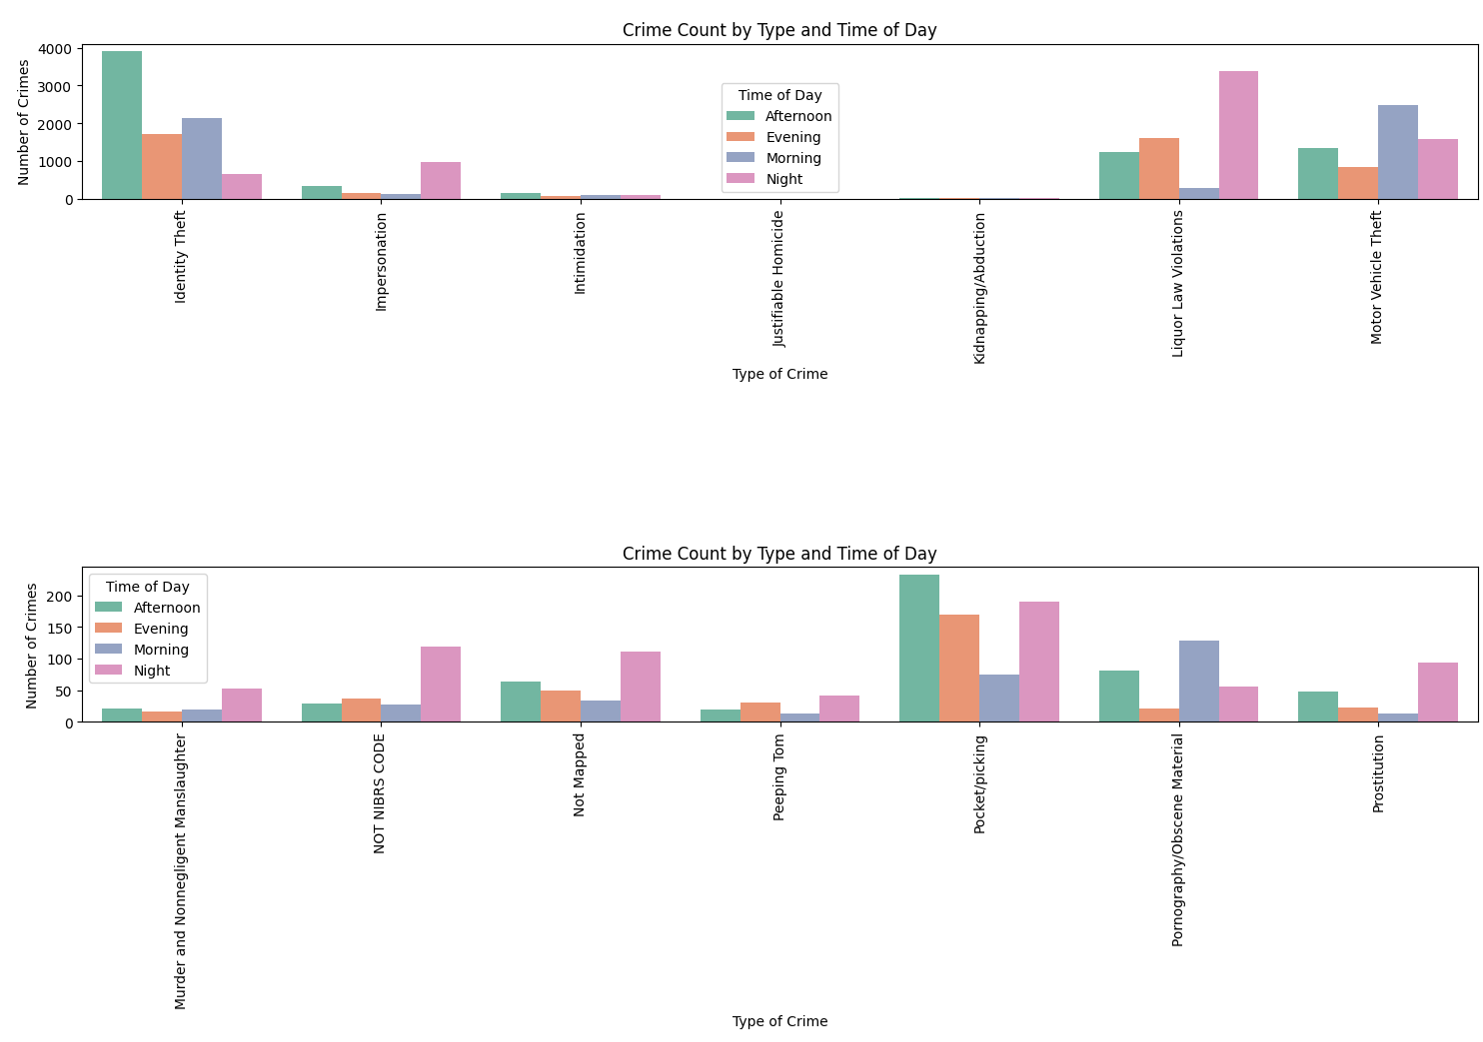 Crime Count by Type and Time of Day
4000
3000
2000
1000
0
Number of Crimes
Time of Day
Afternoon
Evening
Morning
Night
Identity Theft
Impersonation
Intimidation
Justifiable Homicide
Kidnapping/Abduction
Liquor Law Violations
Motor Vehicle Theft
Type of Crime
Crime Count by Type and Time of Day
200
150
100
50
0
Number of Crimes
Time of Day
Afternoon
Evening
Morning
Night
Murder and Nonnegligent Manslaughter
NOT NIBRS CODE
Not Mapped
Peeping Tom
Pocket/picking
Pornography/Obscene Material
Prostitution
Type of Crime